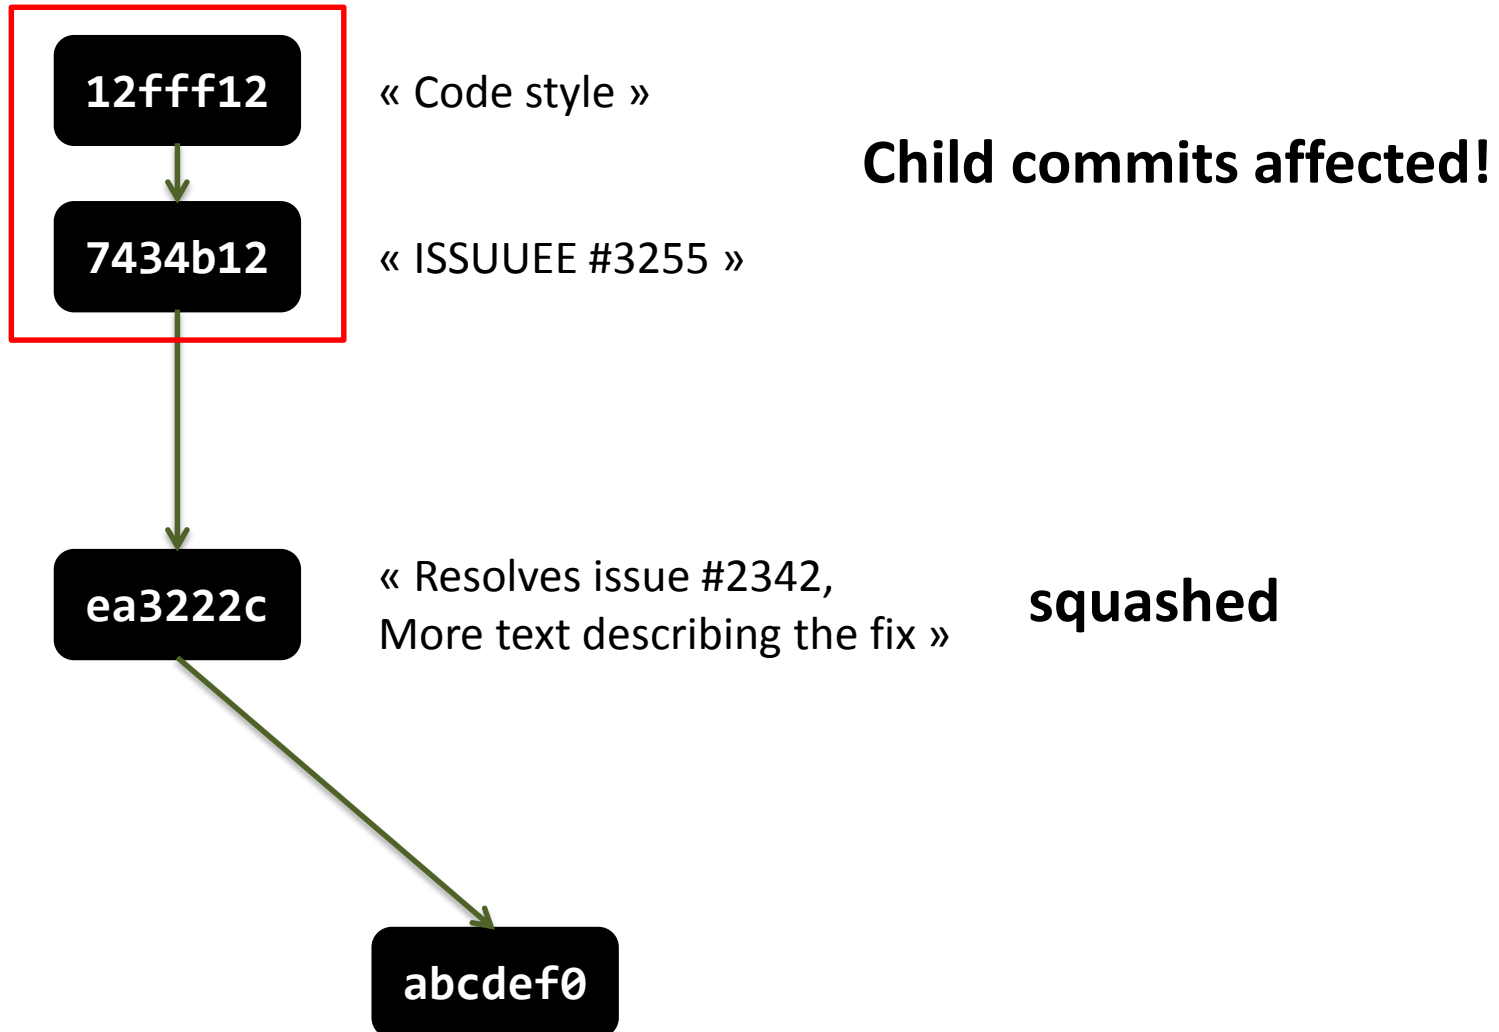 12fff12
« Code style »
Child commits affected!
7434b12
« ISSUUEE #3255 »
ea3222c
« Resolves issue #2342,
More text describing the fix »
squashed
abcdef0